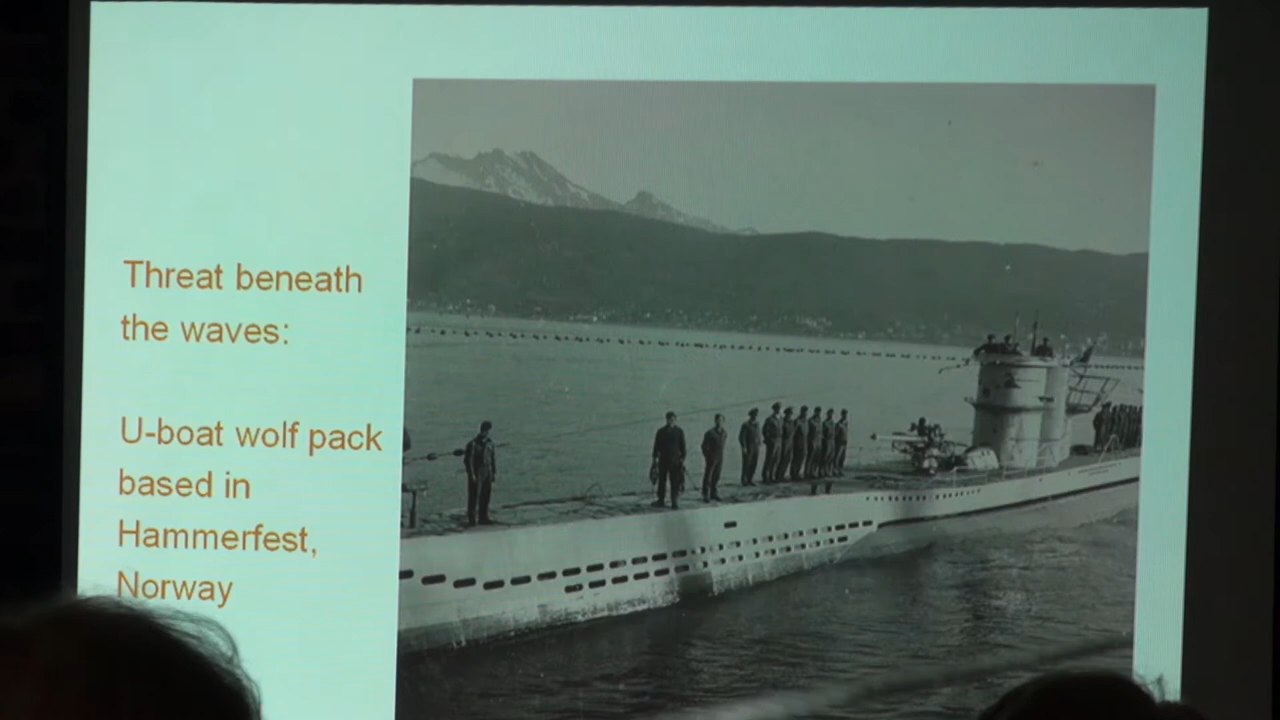 Threat beneath
the waves:
U-boat wolf pack
based in
Hammerfest,
Norway